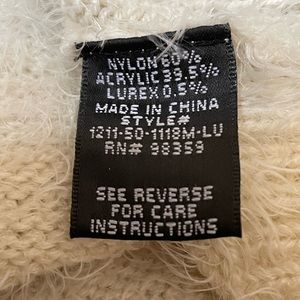 NYLON 60%
ACRYLIC 39.5%
LUREX 0.5%
MADE IN CHINA
STYLE#
1211-50-1118M-LU
RN# 98359
SEE REVERSE
FOR CARE
INSTRUCTIONS